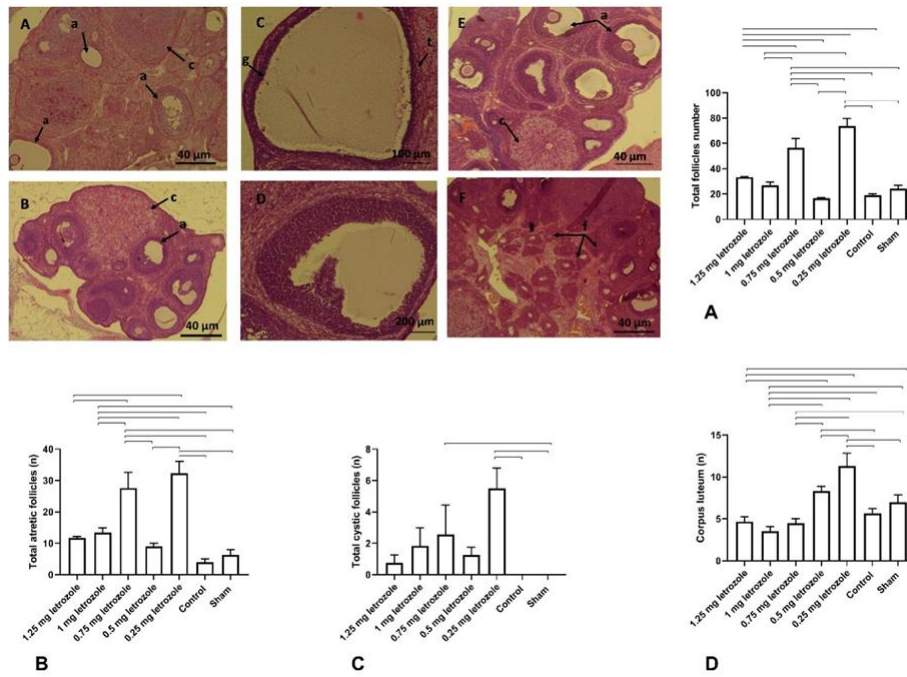 A
a
c
a
a
40 µm
C
g
t
100 µm
E
a
c
40 µm
B
c
a
40 µm
D
200 µm
F
f
40 µm
Total follicles number
100
80
60
40
20
0
1.25 mg letrozole
1 mg letrozole
0.75 mg letrozole
0.5 mg letrozole
0.25 mg letrozole
Control
Sham
A
Total atretic follicles (n)
40
30
20
10
0
1.25 mg letrozole
1 mg letrozole
0.75 mg letrozole
0.5 mg letrozole
0.25 mg letrozole
Control
Sham
B
Total cystic follicles (n)
8
6
4
2
0
1.25 mg letrozole
1 mg letrozole
0.75 mg letrozole
0.5 mg letrozole
0.25 mg letrozole
Control
Sham
C
Corpus luteum (n)
15
10
5
0
1.25 mg letrozole
1 mg letrozole
0.75 mg letrozole
0.5 mg letrozole
0.25 mg letrozole
Control
Sham
D